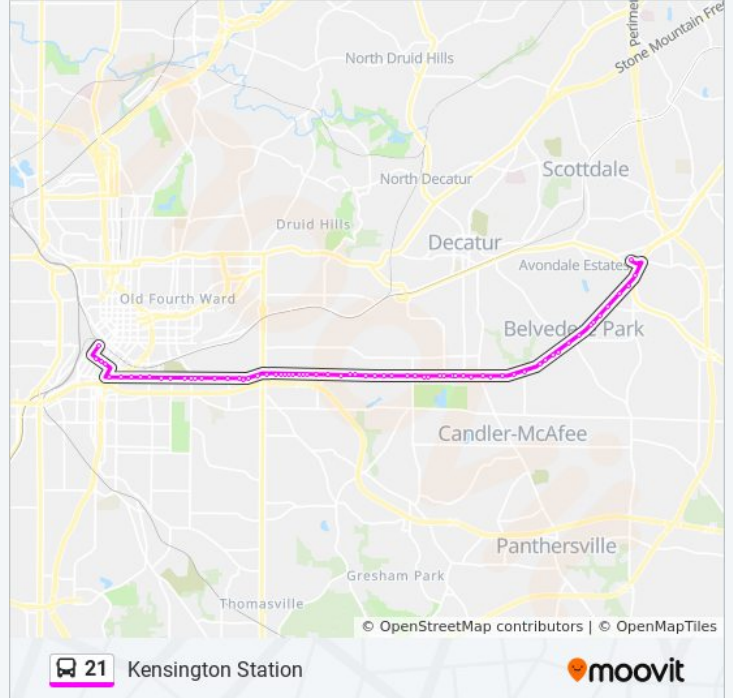 Perime
Stone Mountain Fre
North Druid Hills
Scottdale
North Decatur
Druid Hills
Decatur
Avondale Estates
Old Fourth Ward
Belvedere Park
Candler-McAfee
Panthersville
Gresham Park
Thomasville
© OpenStreetMap contributors | © OpenMapTiles
21 Kensington Station
moovit